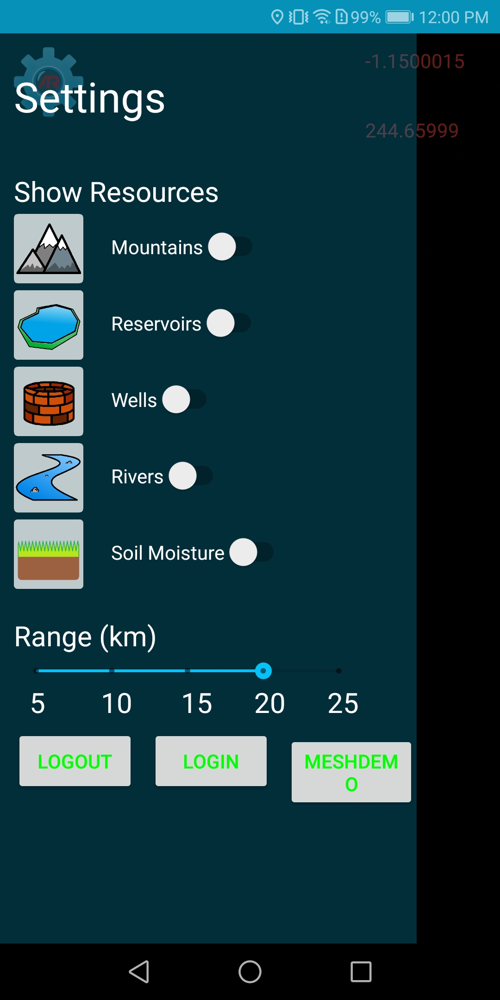 99% 12:00 PM
-1.1500015
AR
Settings
244.65999
Show Resources
Mountains
Reservoirs
Wells
Rivers
Soil Moisture
Range (km)
5 10 15 20 25
LOGOUT LOGIN MESHDEM
O